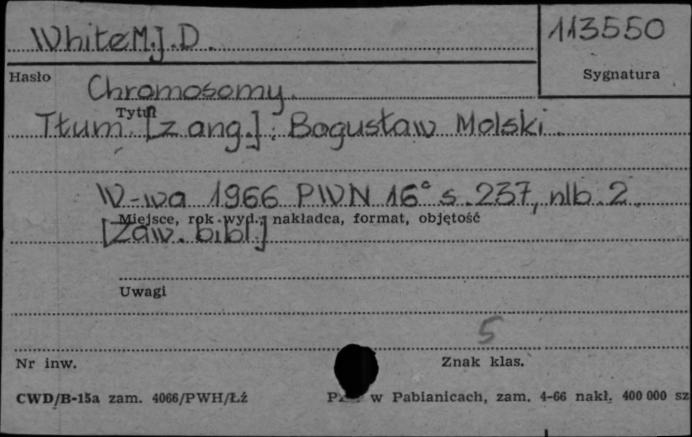 White M.J.D.
113550
Hasło
Sygnatura
Chromosomy.
Tytuł
Tłum. [z ang.]: Bogusław Molski.
W-wa 1966 PWN 16° s. 237, nlb. 2.
Miejsce, rok wyd., nakładca, format, objętość
[Zaw. bibl.]
Uwagi
5
Nr inw.
Znak klas.
CWD/B-15a zam. 4066/PWH/Łź
w Pabianicach, zam. 4-66 nakł. 400 000 sz